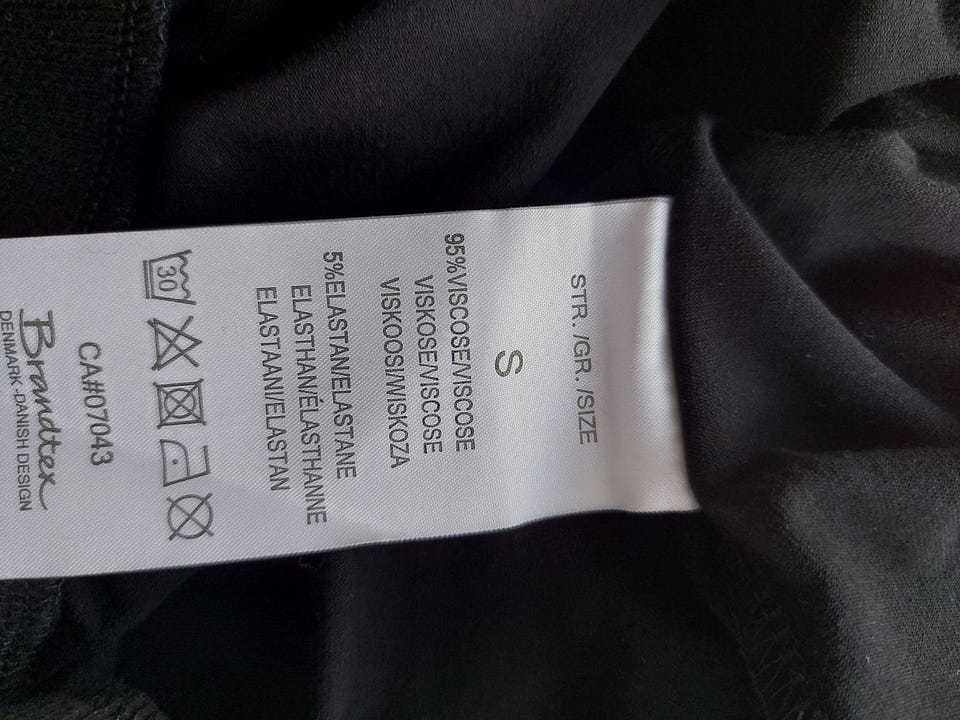 STR. /GR. /SIZE
S
95%VISCOSE/VISCOSE
VISKOSE/VISCOSE
VISKOOSI/WISKOZA
5%ELASTAN/ELASTANE
ELASTHAN/ÉLASTHANNE
ELASTAANI/ELASTAN
30
CA#07043
Brandtex
DENMARK-DANISH DESIGN